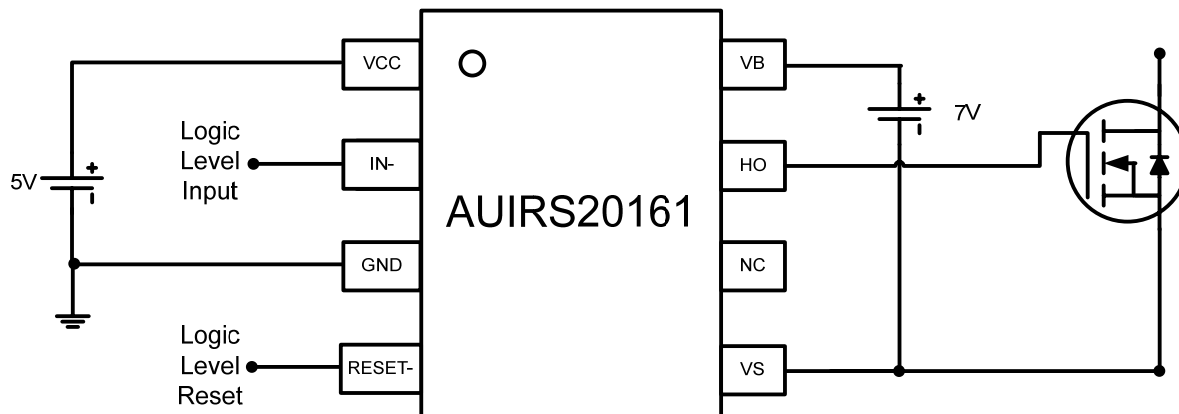 VCC
VB
+
7V
Logic
Level
Input
IN-
HO
5V
+
AUIRS20161
GND
NC
Logic
Level
Reset
RESET-
VS